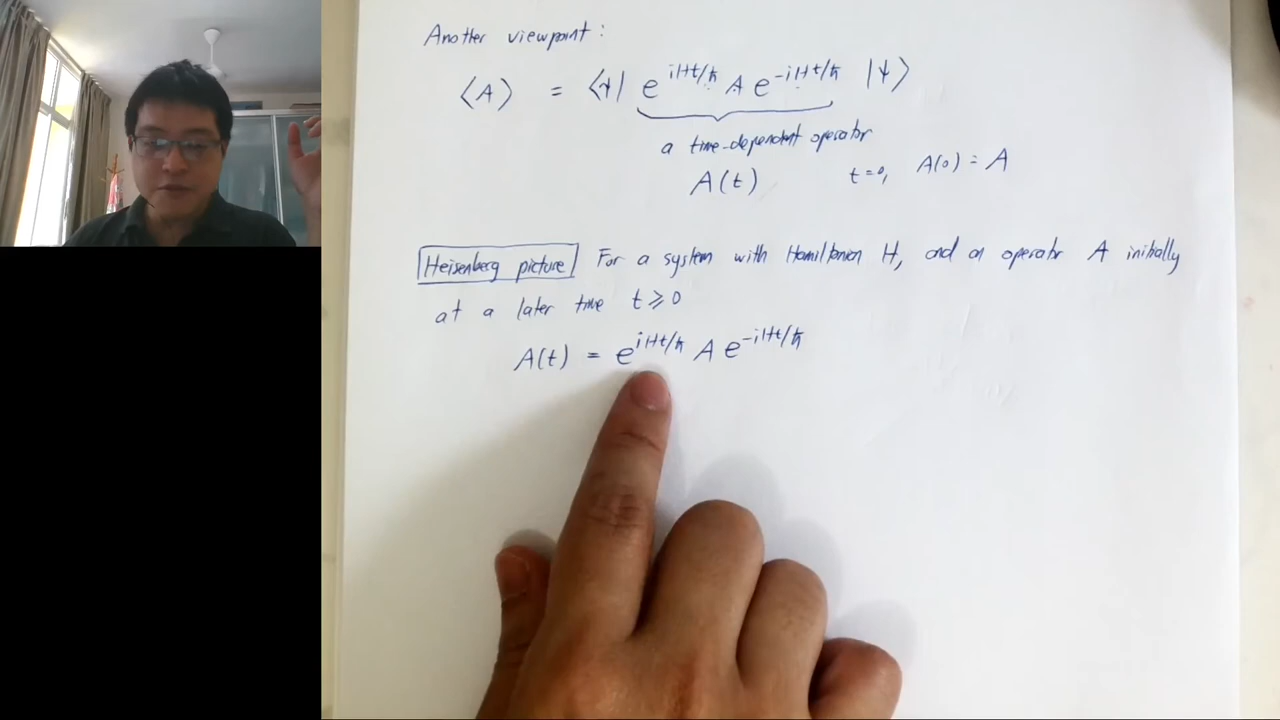 Another viewpoint:
⟨A⟩ = ⟨ψ| e^{iHt/ħ} A e^{-iHt/ħ} |ψ⟩
a time-dependent operator
A(t) t=0, A(0) = A
Heisenberg picture For a system with Hamiltonian H, and an operator A initially
at a later time t ⩾ 0
A(t) = e^{iHt/ħ} A e^{-iHt/ħ}